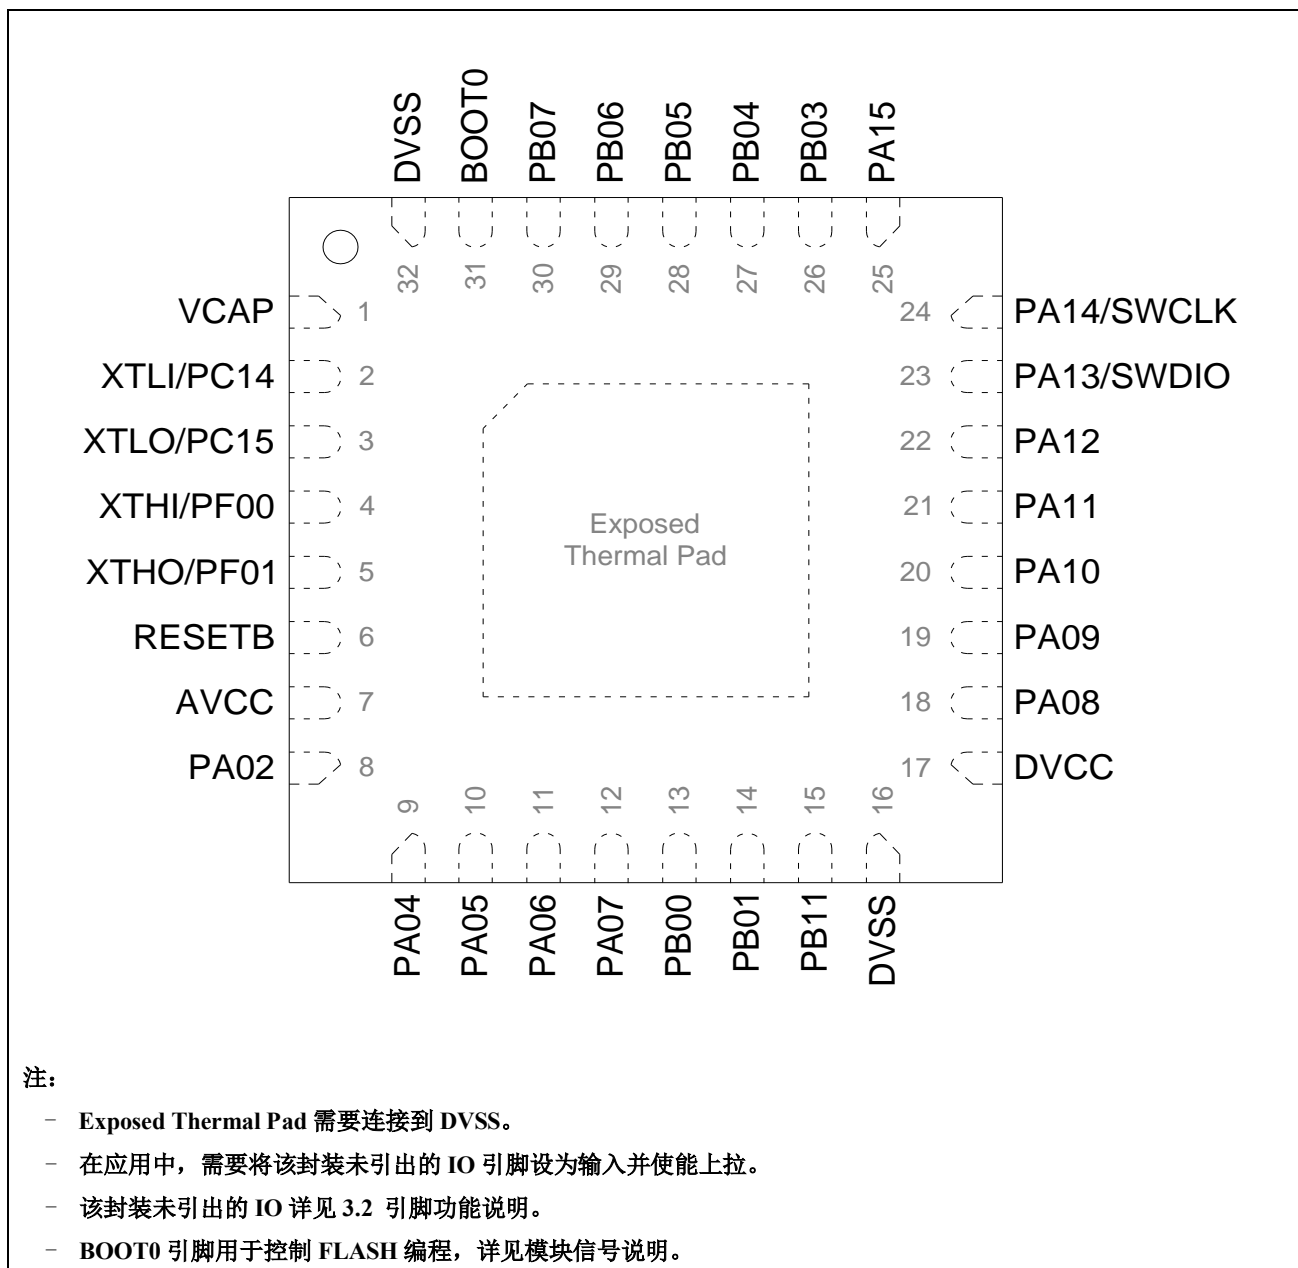 DVSS
BOOT0
PB07
PB06
PB05
PB04
PB03
PA15
32
31
30
29
28
27
26
25
VCAP 1
24 PA14/SWCLK
XTLI/PC14 2
23 PA13/SWDIO
XTLO/PC15 3
22 PA12
XTHI/PF00 4
21 PA11
XTHO/PF01 5
20 PA10
RESETB 6
19 PA09
AVCC 7
18 PA08
PA02 8
17 DVCC
Exposed
Thermal Pad
9
10
11
12
13
14
15
16
PA04
PA05
PA06
PA07
PB00
PB01
PB11
DVSS
注：
－ Exposed Thermal Pad 需要连接到 DVSS。
－ 在应用中，需要将该封装未引出的 IO 引脚设为输入并使能上拉。
－ 该封装未引出的 IO 详见 3.2 引脚功能说明。
－ BOOT0 引脚用于控制 FLASH 编程，详见模块信号说明。